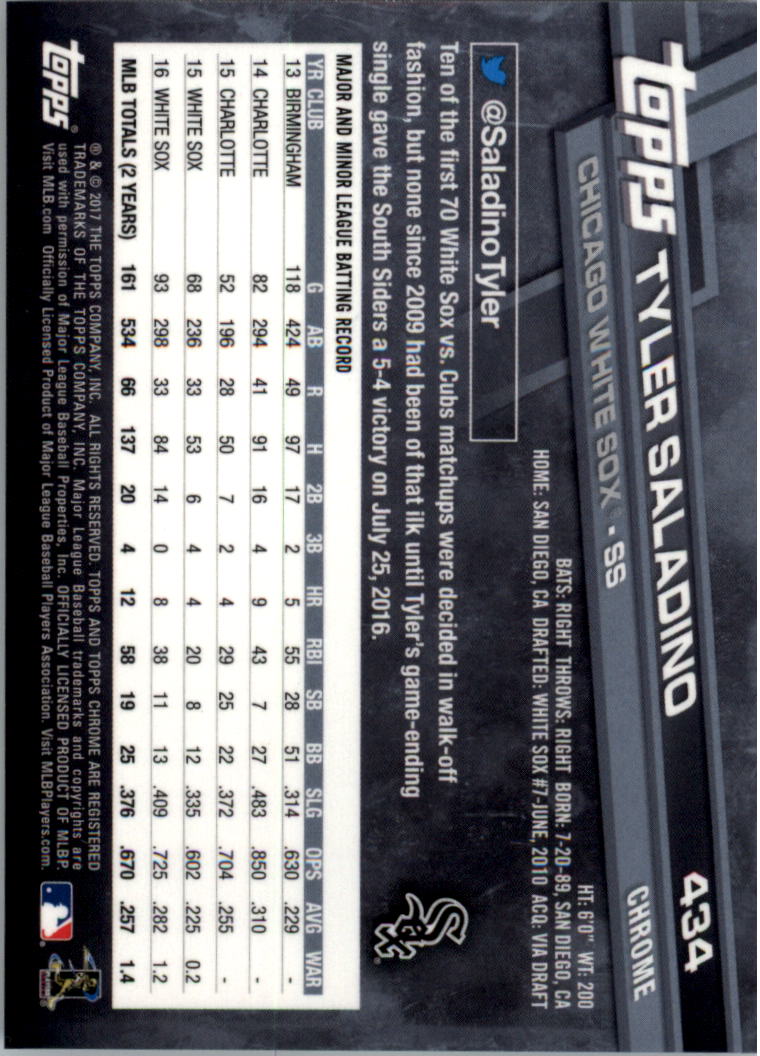 topps TYLER SALADINO 434
CHICAGO WHITE SOX® • SS CHROME
HT: 6'0" WT: 200
BATS: RIGHT THROWS: RIGHT BORN: 7-20-89, SAN DIEGO, CA
HOME: SAN DIEGO, CA DRAFTED: WHITE SOX #7-JUNE, 2010 ACQ: VIA DRAFT
@SaladinoTyler
Ten of the first 70 White Sox vs. Cubs matchups were decided in walk-off
fashion, but none since 2009 had been of that ilk until Tyler's game-ending
single gave the South Siders a 5-4 victory on July 25, 2016.
SOX
MAJOR AND MINOR LEAGUE BATTING RECORD
YR CLUB G AB R H 2B 3B HR RBI SB BB SLG OPS AVG WAR
13 BIRMINGHAM 118 424 49 97 17 2 5 55 28 51 .314 .630 .229 -
14 CHARLOTTE 82 294 41 91 16 4 9 43 7 27 .483 .850 .310 -
15 CHARLOTTE 52 196 28 50 7 2 4 29 25 22 .372 .704 .255 -
15 WHITE SOX 68 236 33 53 6 4 4 20 8 12 .335 .602 .225 0.2
16 WHITE SOX 93 298 33 84 14 0 8 38 11 13 .409 .725 .282 1.2
MLB TOTALS (2 YEARS) 161 534 66 137 20 4 12 58 19 25 .376 .670 .257 1.4
topps®
® & © 2017 THE TOPPS COMPANY, INC. ALL RIGHTS RESERVED. TOPPS AND TOPPS CHROME ARE REGISTERED
TRADEMARKS OF THE TOPPS COMPANY, INC. Major League Baseball trademarks and copyrights are
used with permission of Major League Baseball Properties, Inc. OFFICIALLY LICENSED PRODUCT OF MLBP.
Visit MLB.com Officially Licensed Product of Major League Baseball Players Association. Visit MLBPlayers.com.